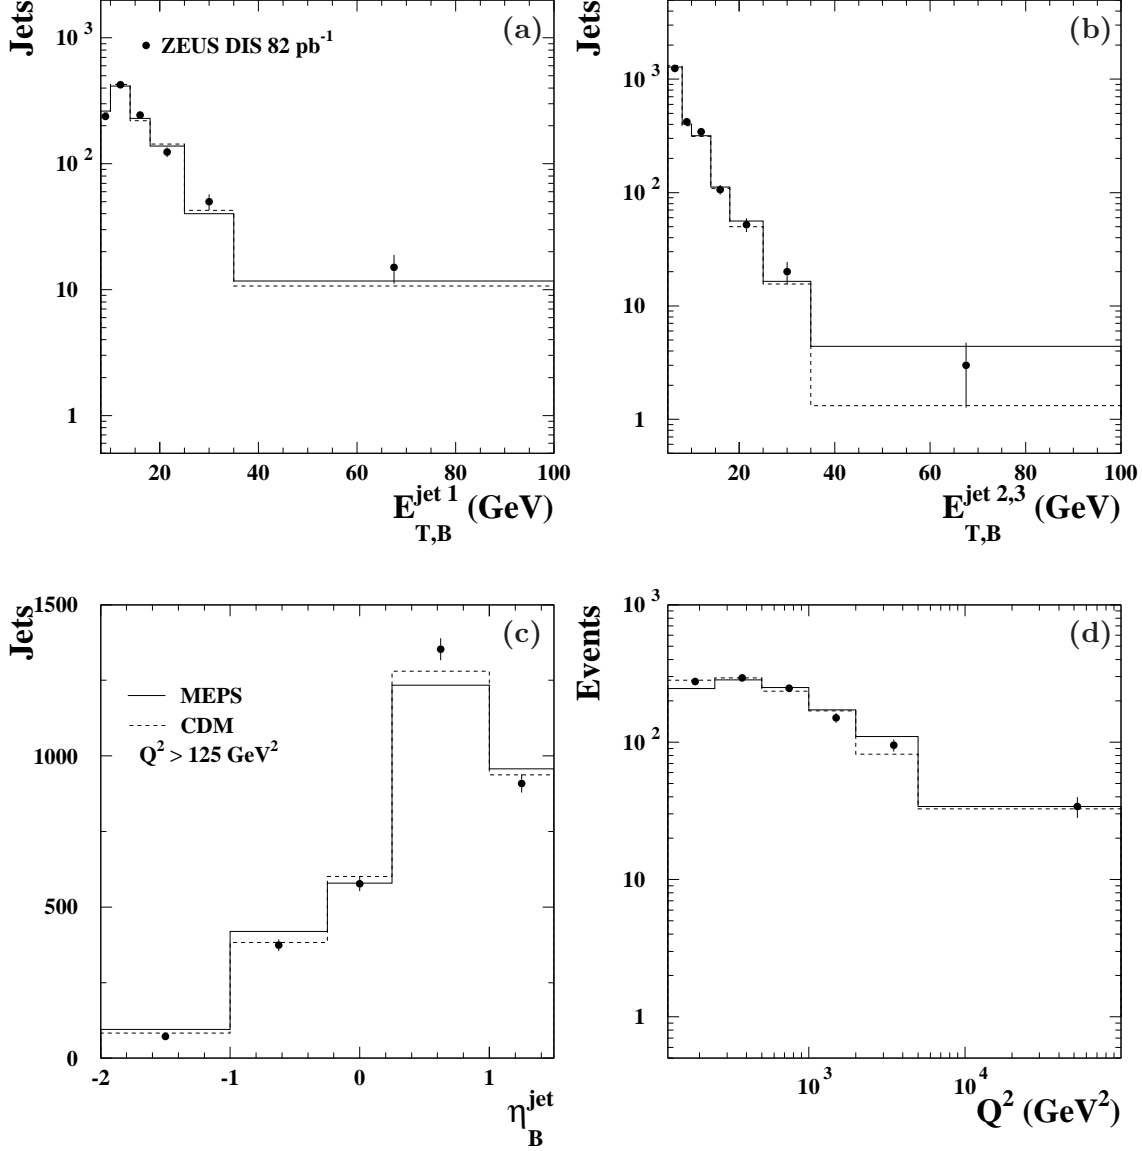 Jets
(a)
ZEUS DIS 82 pb⁻¹
10³
10²
10
1
20 40 60 80 100
E_{T,B}^{jet 1} (GeV)
Jets
(b)
10³
10²
10
1
20 40 60 80 100
E_{T,B}^{jet 2,3} (GeV)
Jets
(c)
1500
1000
500
0
MEPS
CDM
Q² > 125 GeV²
-2 -1 0 1
η_B^{jet}
Events
(d)
10³
10²
10
1
10³ 10⁴
Q² (GeV²)